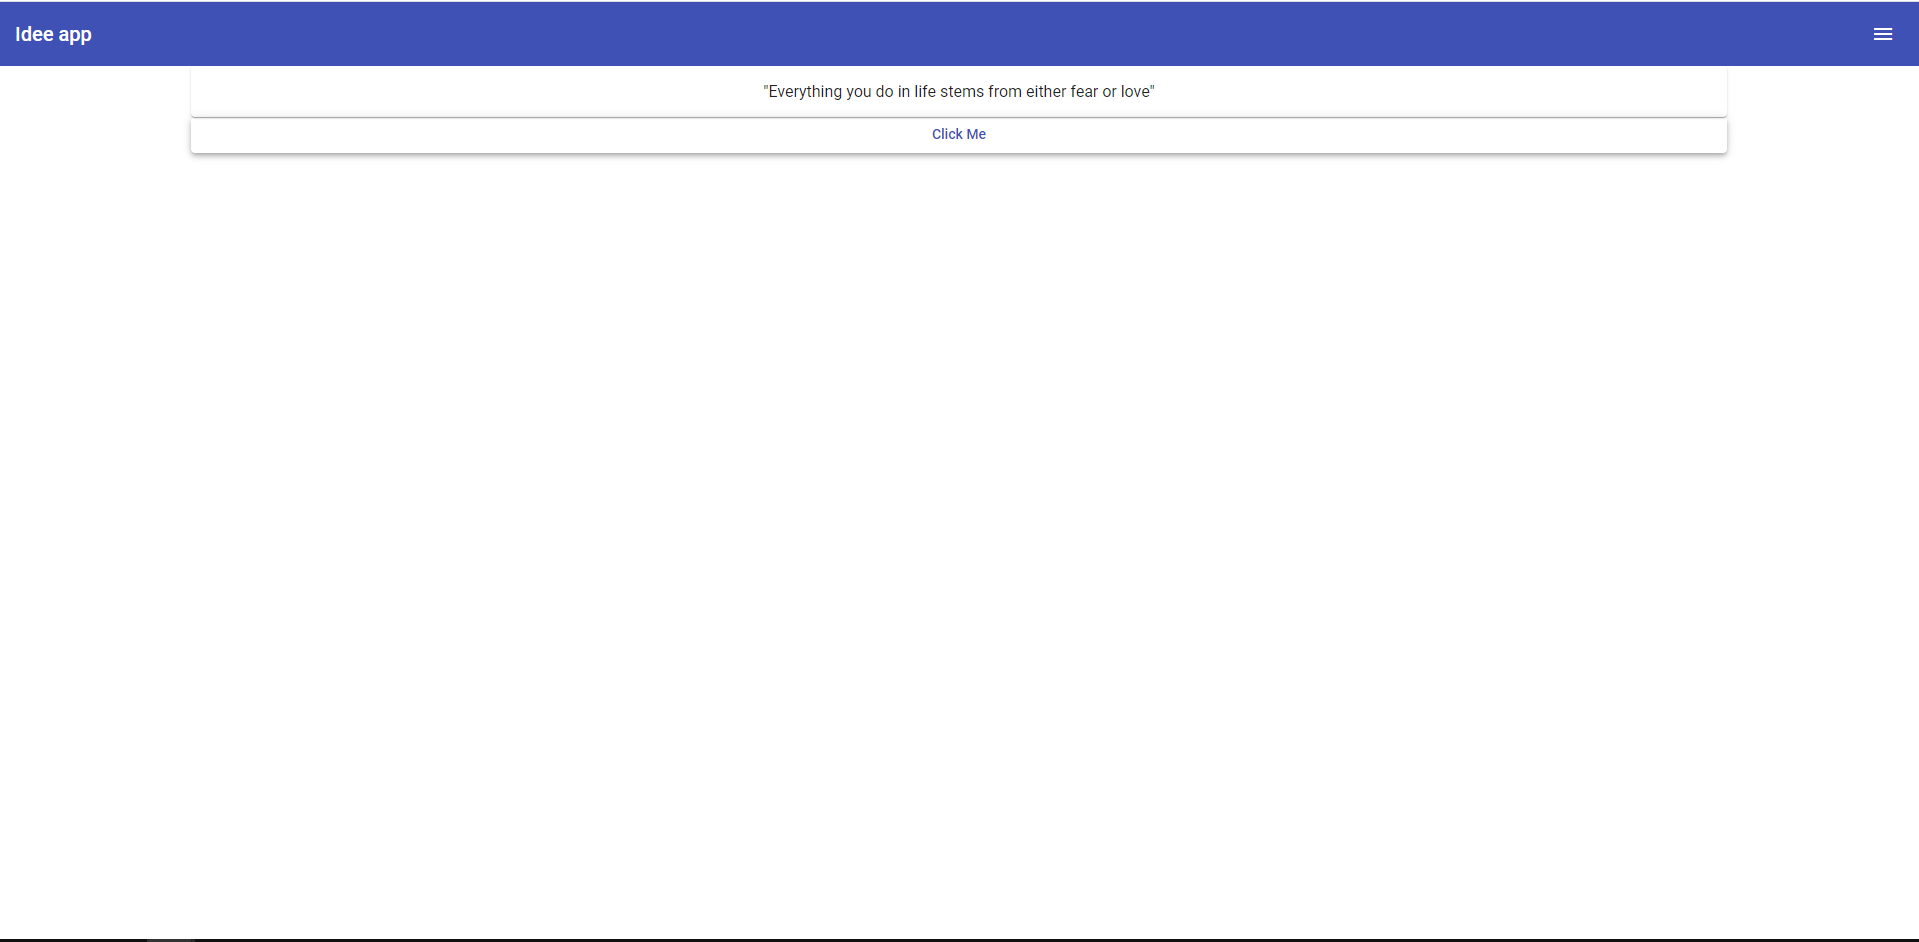 Idee app
"Everything you do in life stems from either fear or love"
Click Me